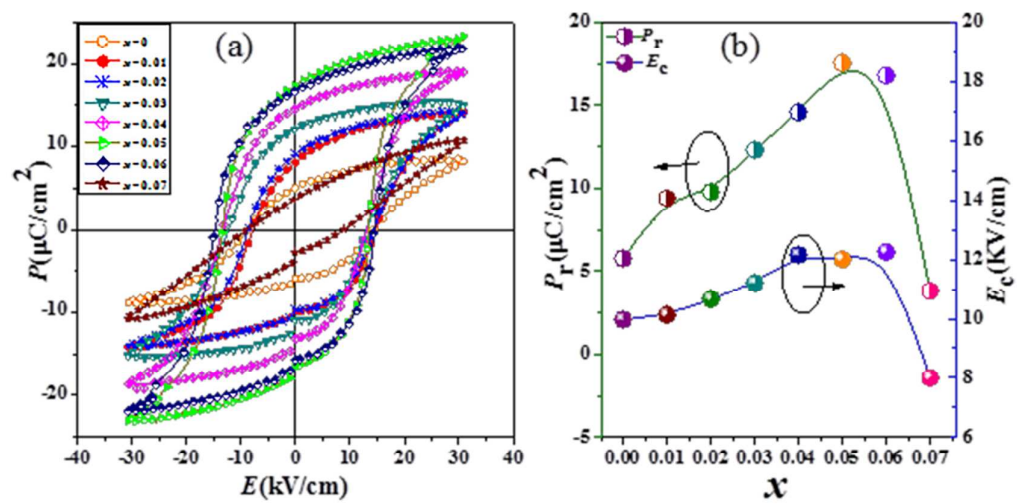 (a)
x=0
x=0.01
x=0.02
x=0.03
x=0.04
x=0.05
x=0.06
x=0.07
20
10
0
-10
-20
P(μC/cm²)
-40 -30 -20 -10 0 10 20 30 40
E(kV/cm)
(b)
Pr
Ec
20
15
10
5
0
-5
Pr(μC/cm²)
20
18
16
14
12
10
8
6
Ec(KV/cm)
0.00 0.01 0.02 0.03 0.04 0.05 0.06 0.07
x